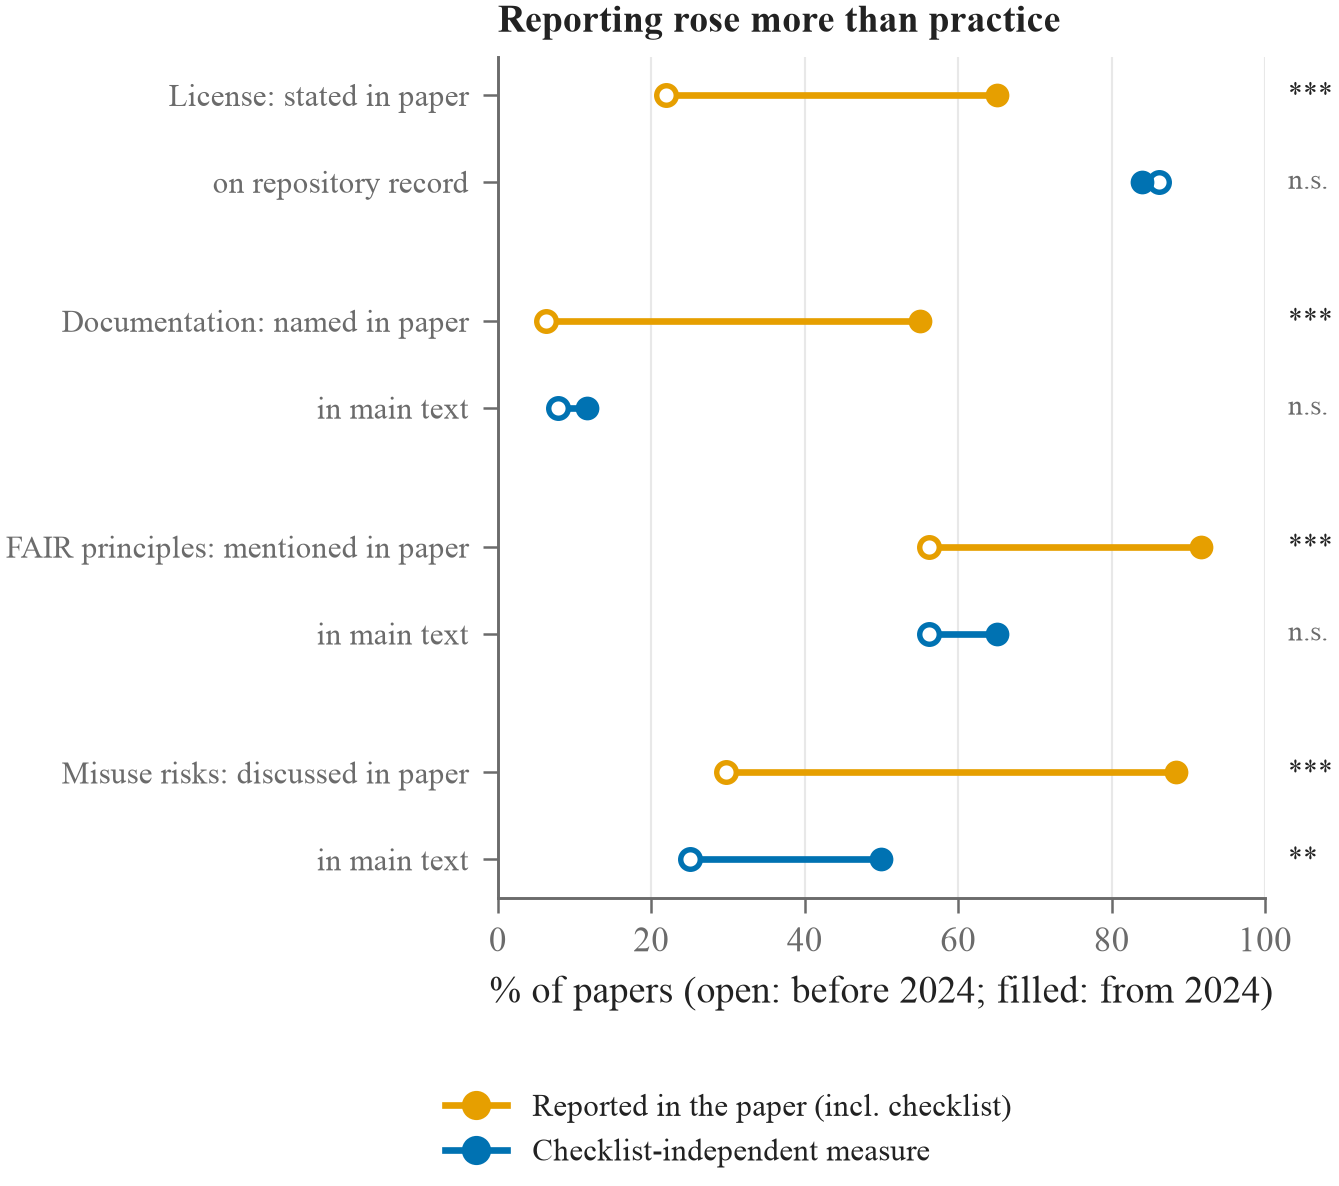 Reporting rose more than practice
License: stated in paper ***
on repository record n.s.
Documentation: named in paper ***
in main text n.s.
FAIR principles: mentioned in paper ***
in main text n.s.
Misuse risks: discussed in paper ***
in main text **
0 20 40 60 80 100
% of papers (open: before 2024; filled: from 2024)
Reported in the paper (incl. checklist)
Checklist-independent measure